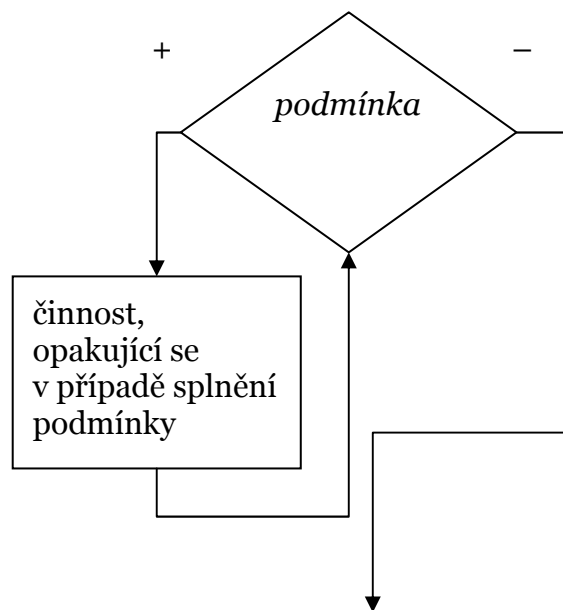 +
–
podmínka
činnost,
opakující se
v případě splnění
podmínky